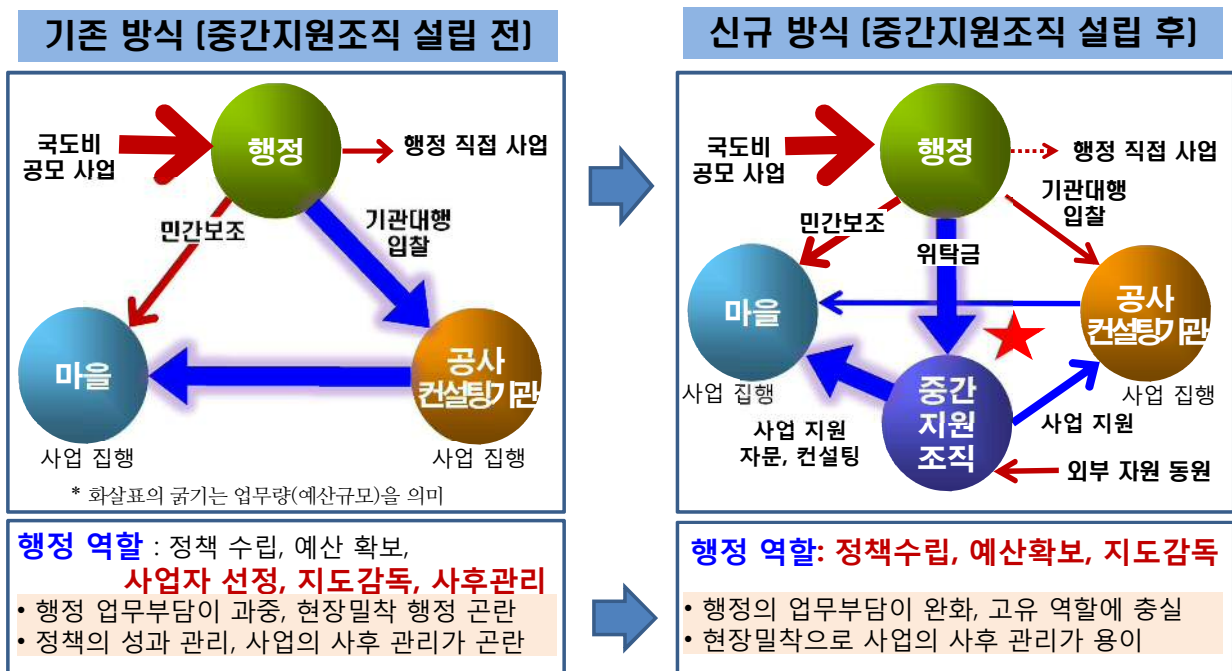 기존 방식 (중간지원조직 설립 전)
국도비
공모 사업
행정
행정 직접 사업
민간보조
기관대행
입찰
마을
공사
컨설팅기관
사업 집행
사업 집행
* 화살표의 굵기는 업무량(예산규모)을 의미
행정 역할 : 정책 수립, 예산 확보,
사업자 선정, 지도감독, 사후관리
• 행정 업무부담이 과중, 현장밀착 행정 곤란
• 정책의 성과 관리, 사업의 사후 관리가 곤란
신규 방식 (중간지원조직 설립 후)
국도비
공모 사업
행정
행정 직접 사업
기관대행
입찰
민간보조
위탁금
마을
공사
컨설팅기관
사업 집행
사업 집행
중간
지원
조직
사업 지원
자문, 컨설팅
사업 지원
외부 자원 동원
행정 역할: 정책수립, 예산확보, 지도감독
• 행정의 업무부담이 완화, 고유 역할에 충실
• 현장밀착으로 사업의 사후 관리가 용이